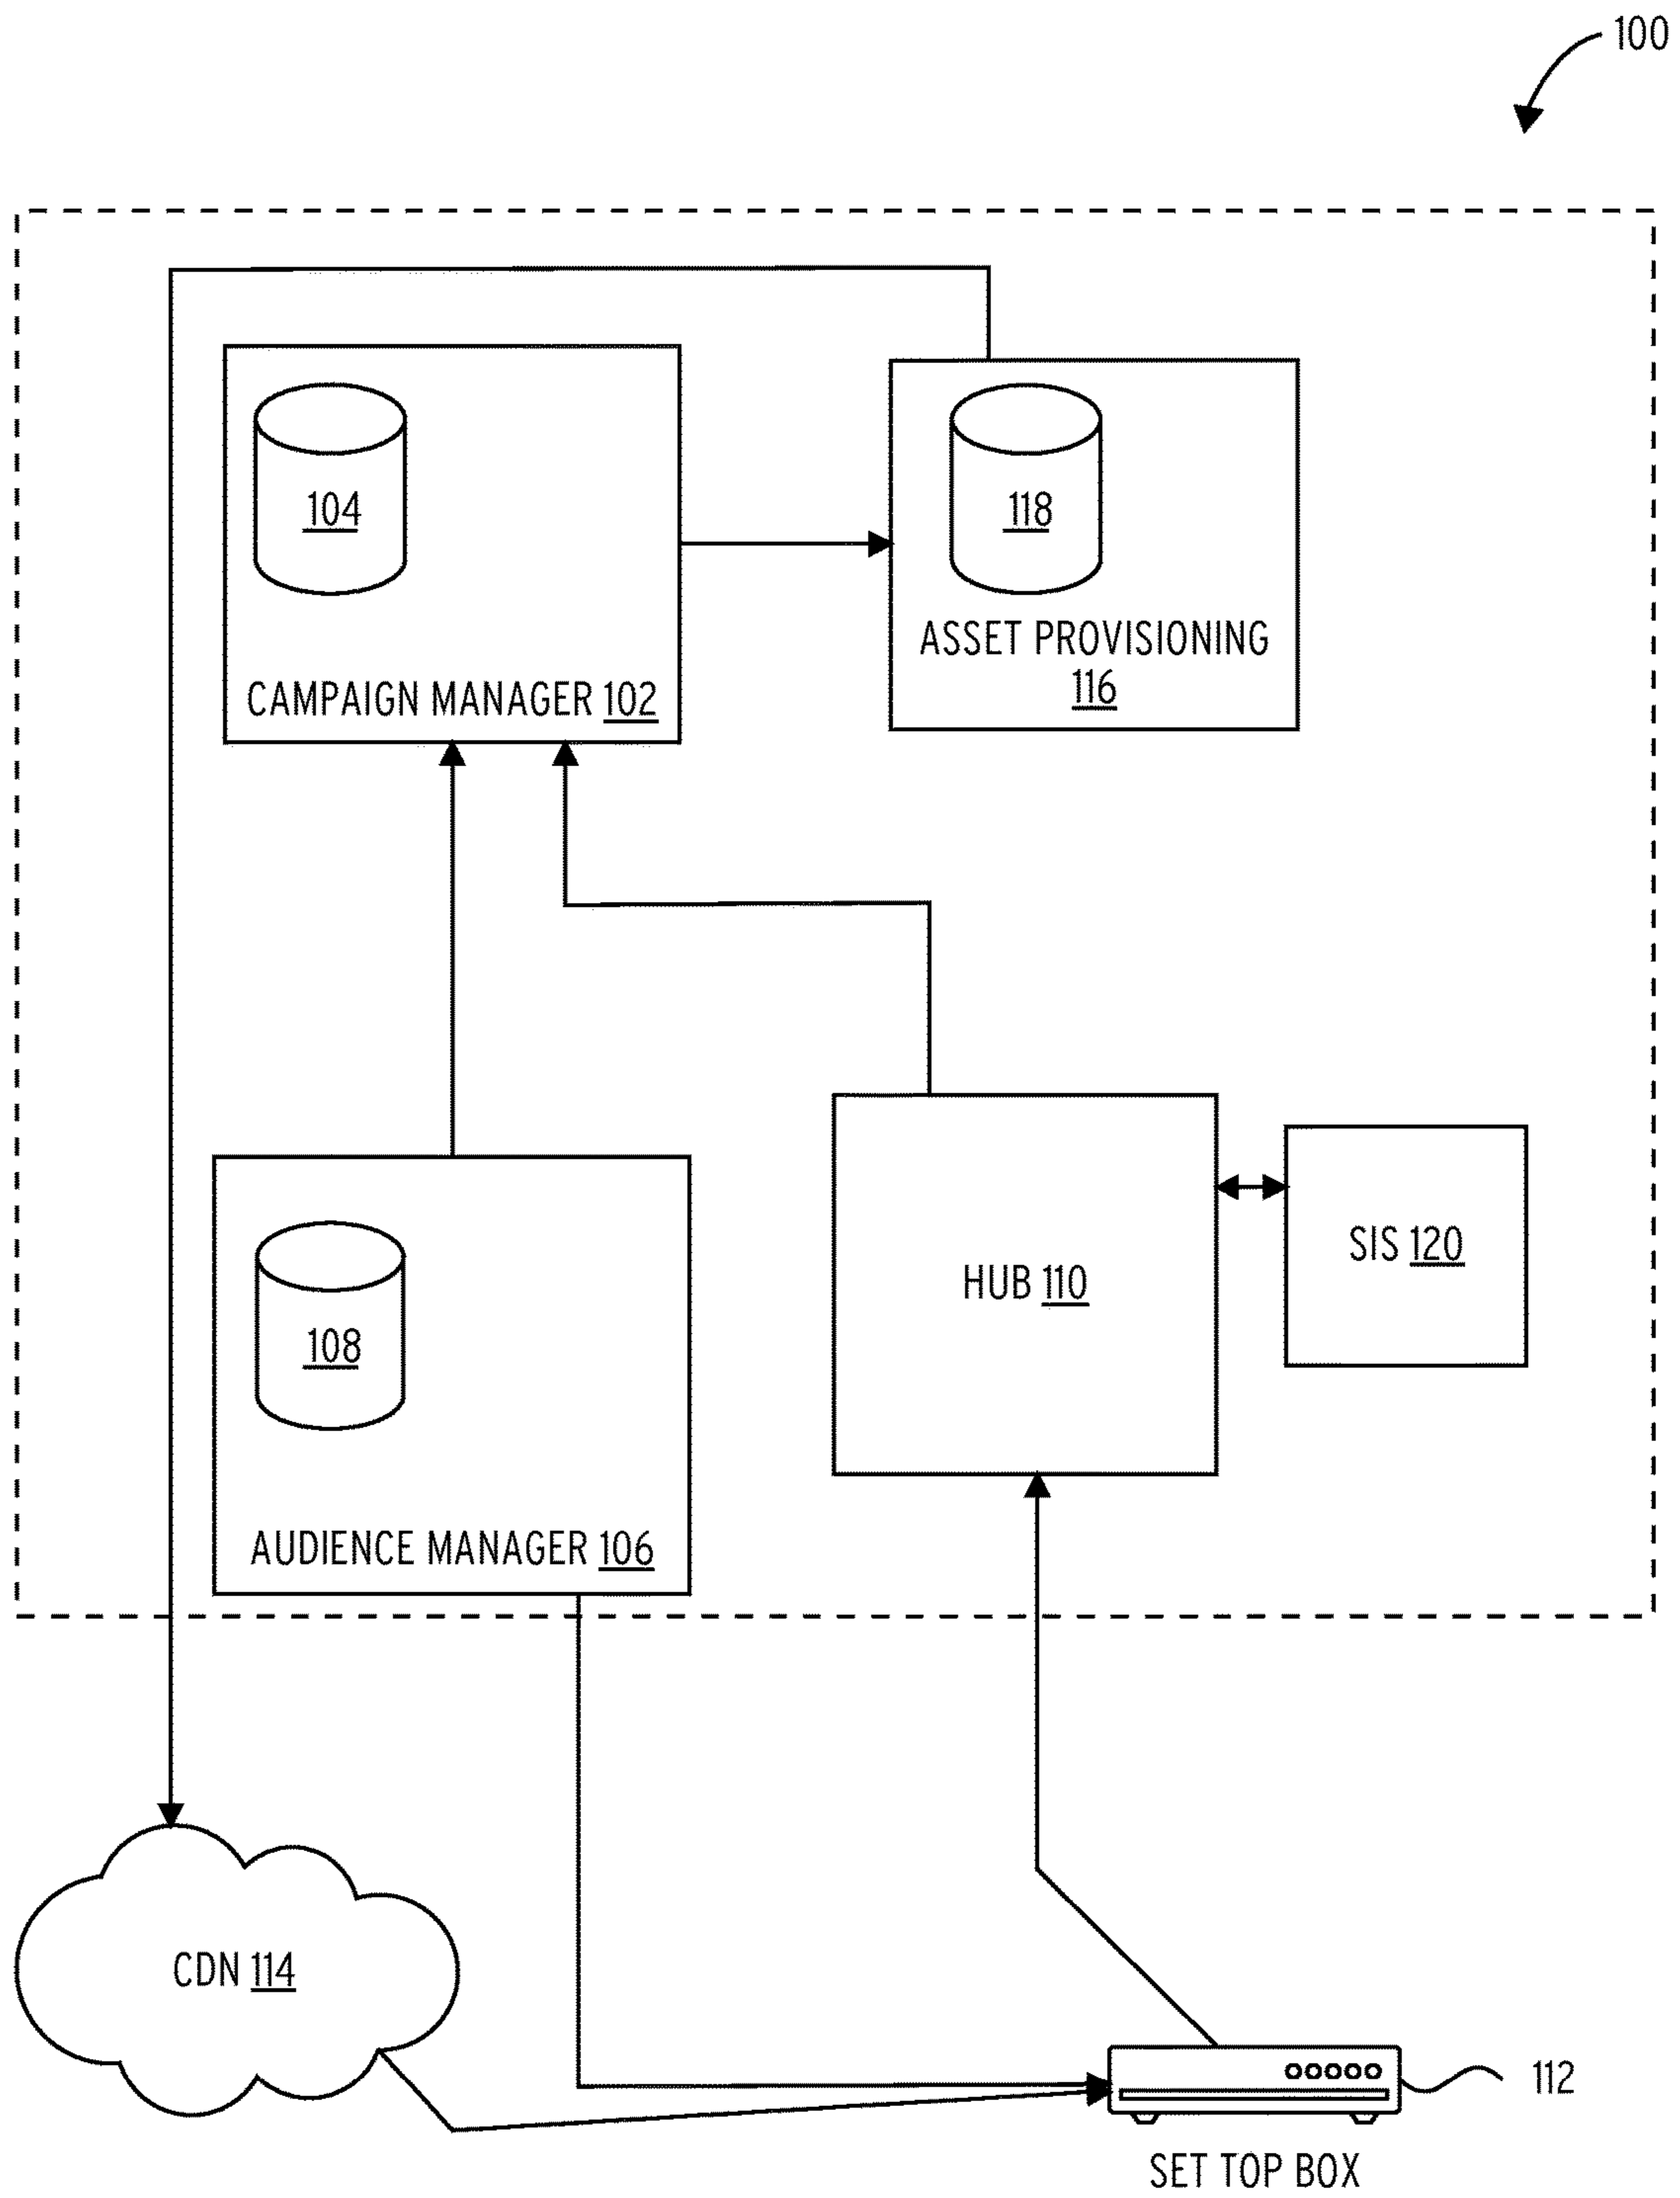 100
104
118
ASSET PROVISIONING
116
CAMPAIGN MANAGER 102
SIS 120
HUB 110
108
AUDIENCE MANAGER 106
CDN 114
112
SET TOP BOX